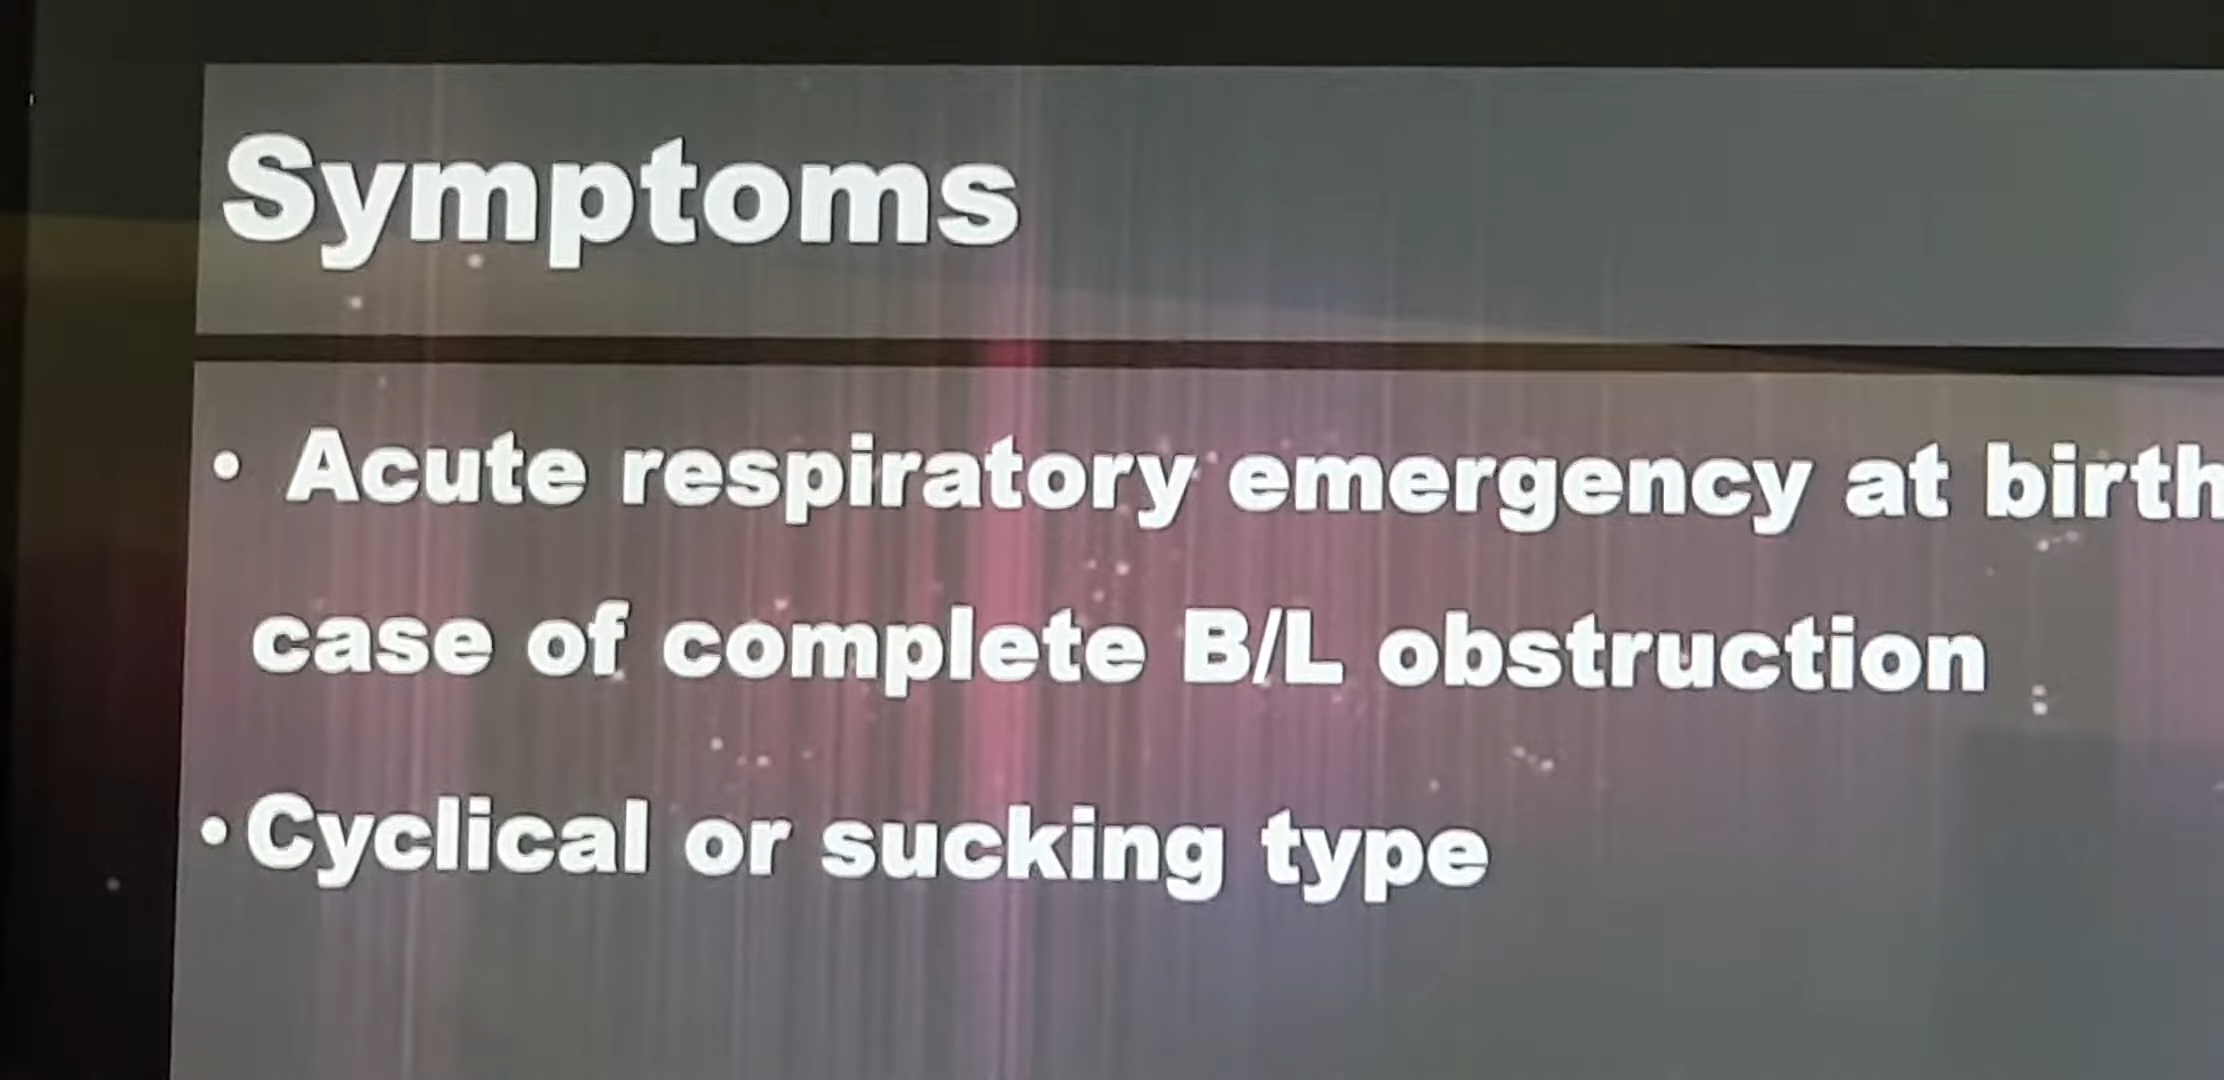 Symptoms
• Acute respiratory emergency at birth
case of complete B/L obstruction
• Cyclical or sucking type